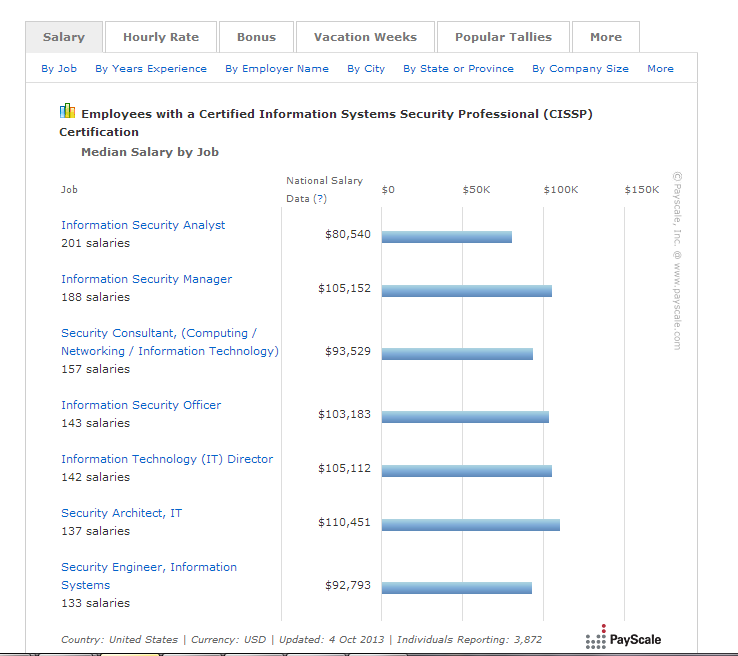 Salary Hourly Rate Bonus Vacation Weeks Popular Tallies More
By Job By Years Experience By Employer Name By City By State or Province By Company Size More
Employees with a Certified Information Systems Security Professional (CISSP)
Certification
Median Salary by Job
Job
National Salary
Data (?)
$0 $50K $100K $150K
Information Security Analyst
201 salaries
$80,540
Information Security Manager
188 salaries
$105,152
Security Consultant, (Computing /
Networking / Information Technology)
157 salaries
$93,529
Information Security Officer
143 salaries
$103,183
Information Technology (IT) Director
142 salaries
$105,112
Security Architect, IT
137 salaries
$110,451
Security Engineer, Information
Systems
133 salaries
$92,793
© Payscale, Inc. @ www.payscale.com
Country: United States | Currency: USD | Updated: 4 Oct 2013 | Individuals Reporting: 3,872
PayScale